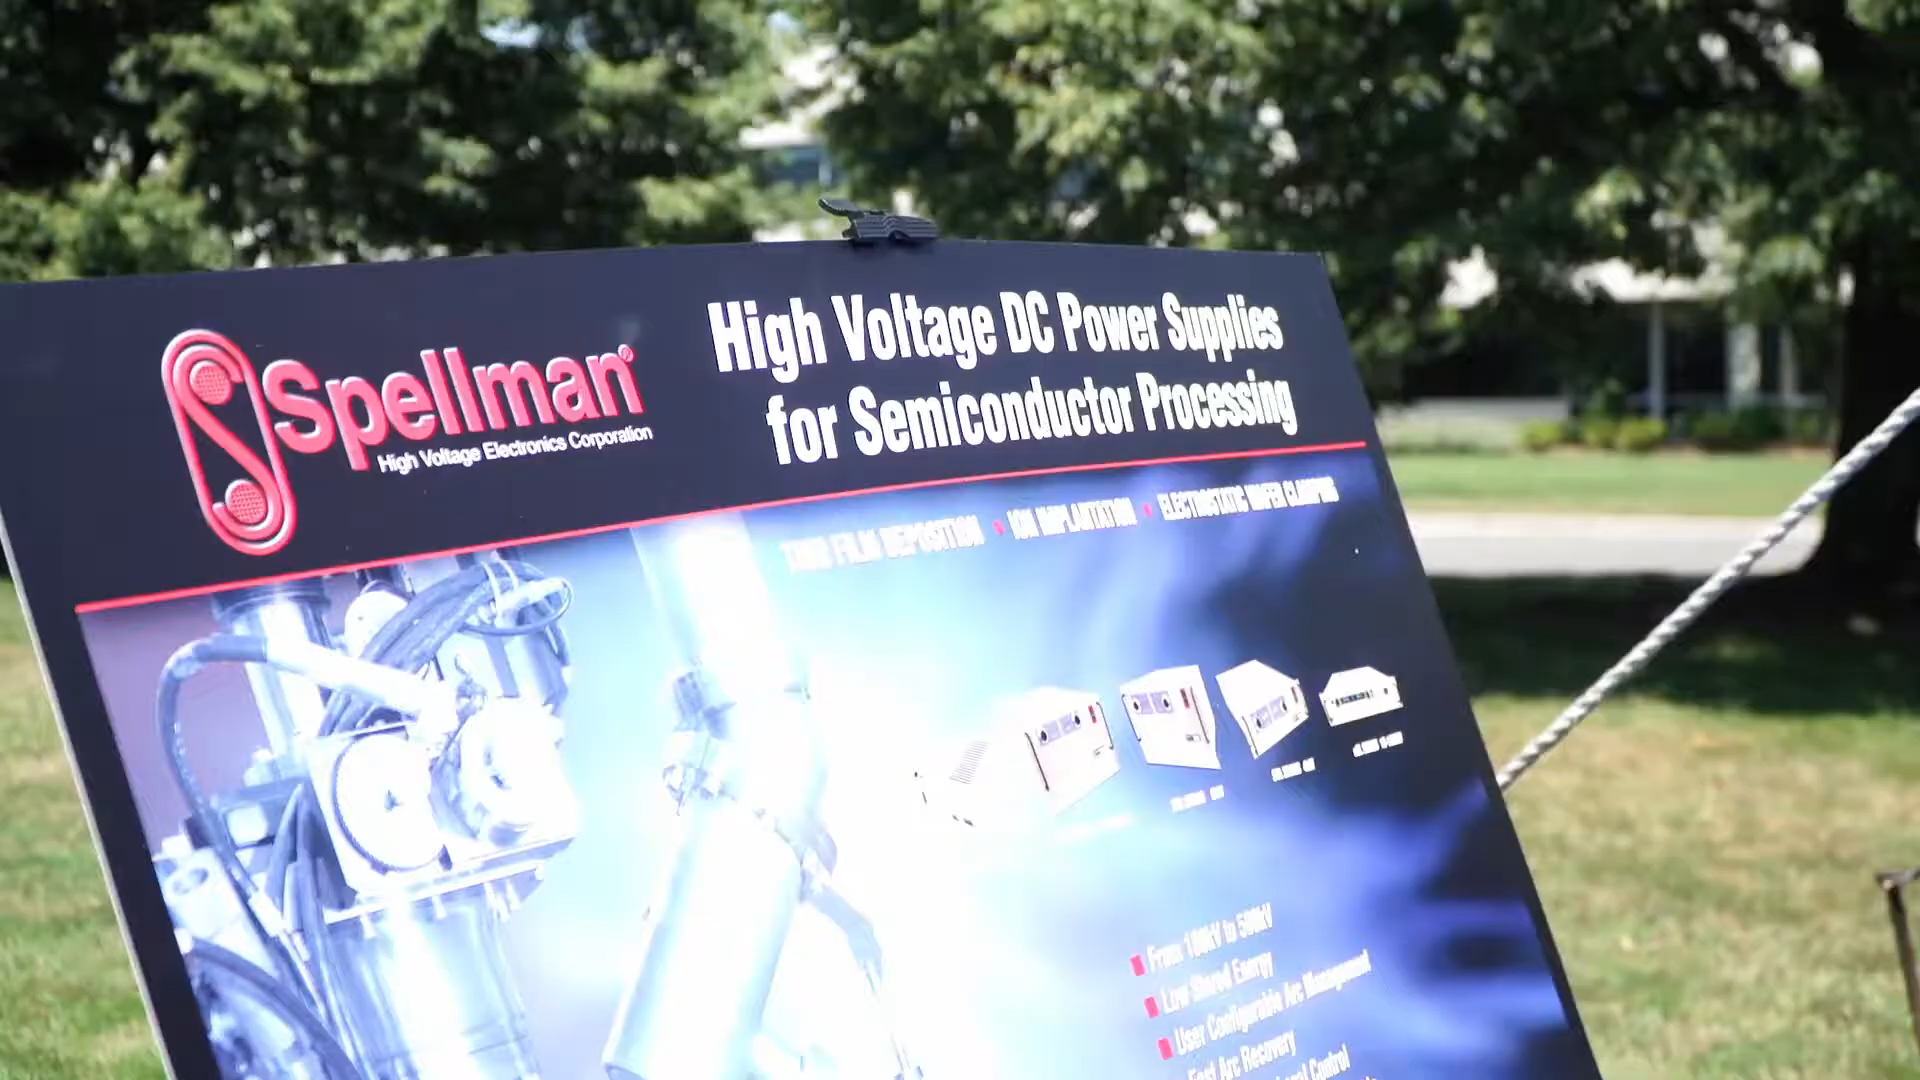 Spellman®
High Voltage Electronics Corporation
High Voltage DC Power Supplies
for Semiconductor Processing
THIN FILM DEPOSITION • ION IMPLANTATION • ELECTROSTATIC WAFER CLAMPING
Low Stored Energy
User Configurable Arc Management
Fast Arc Recovery
Control